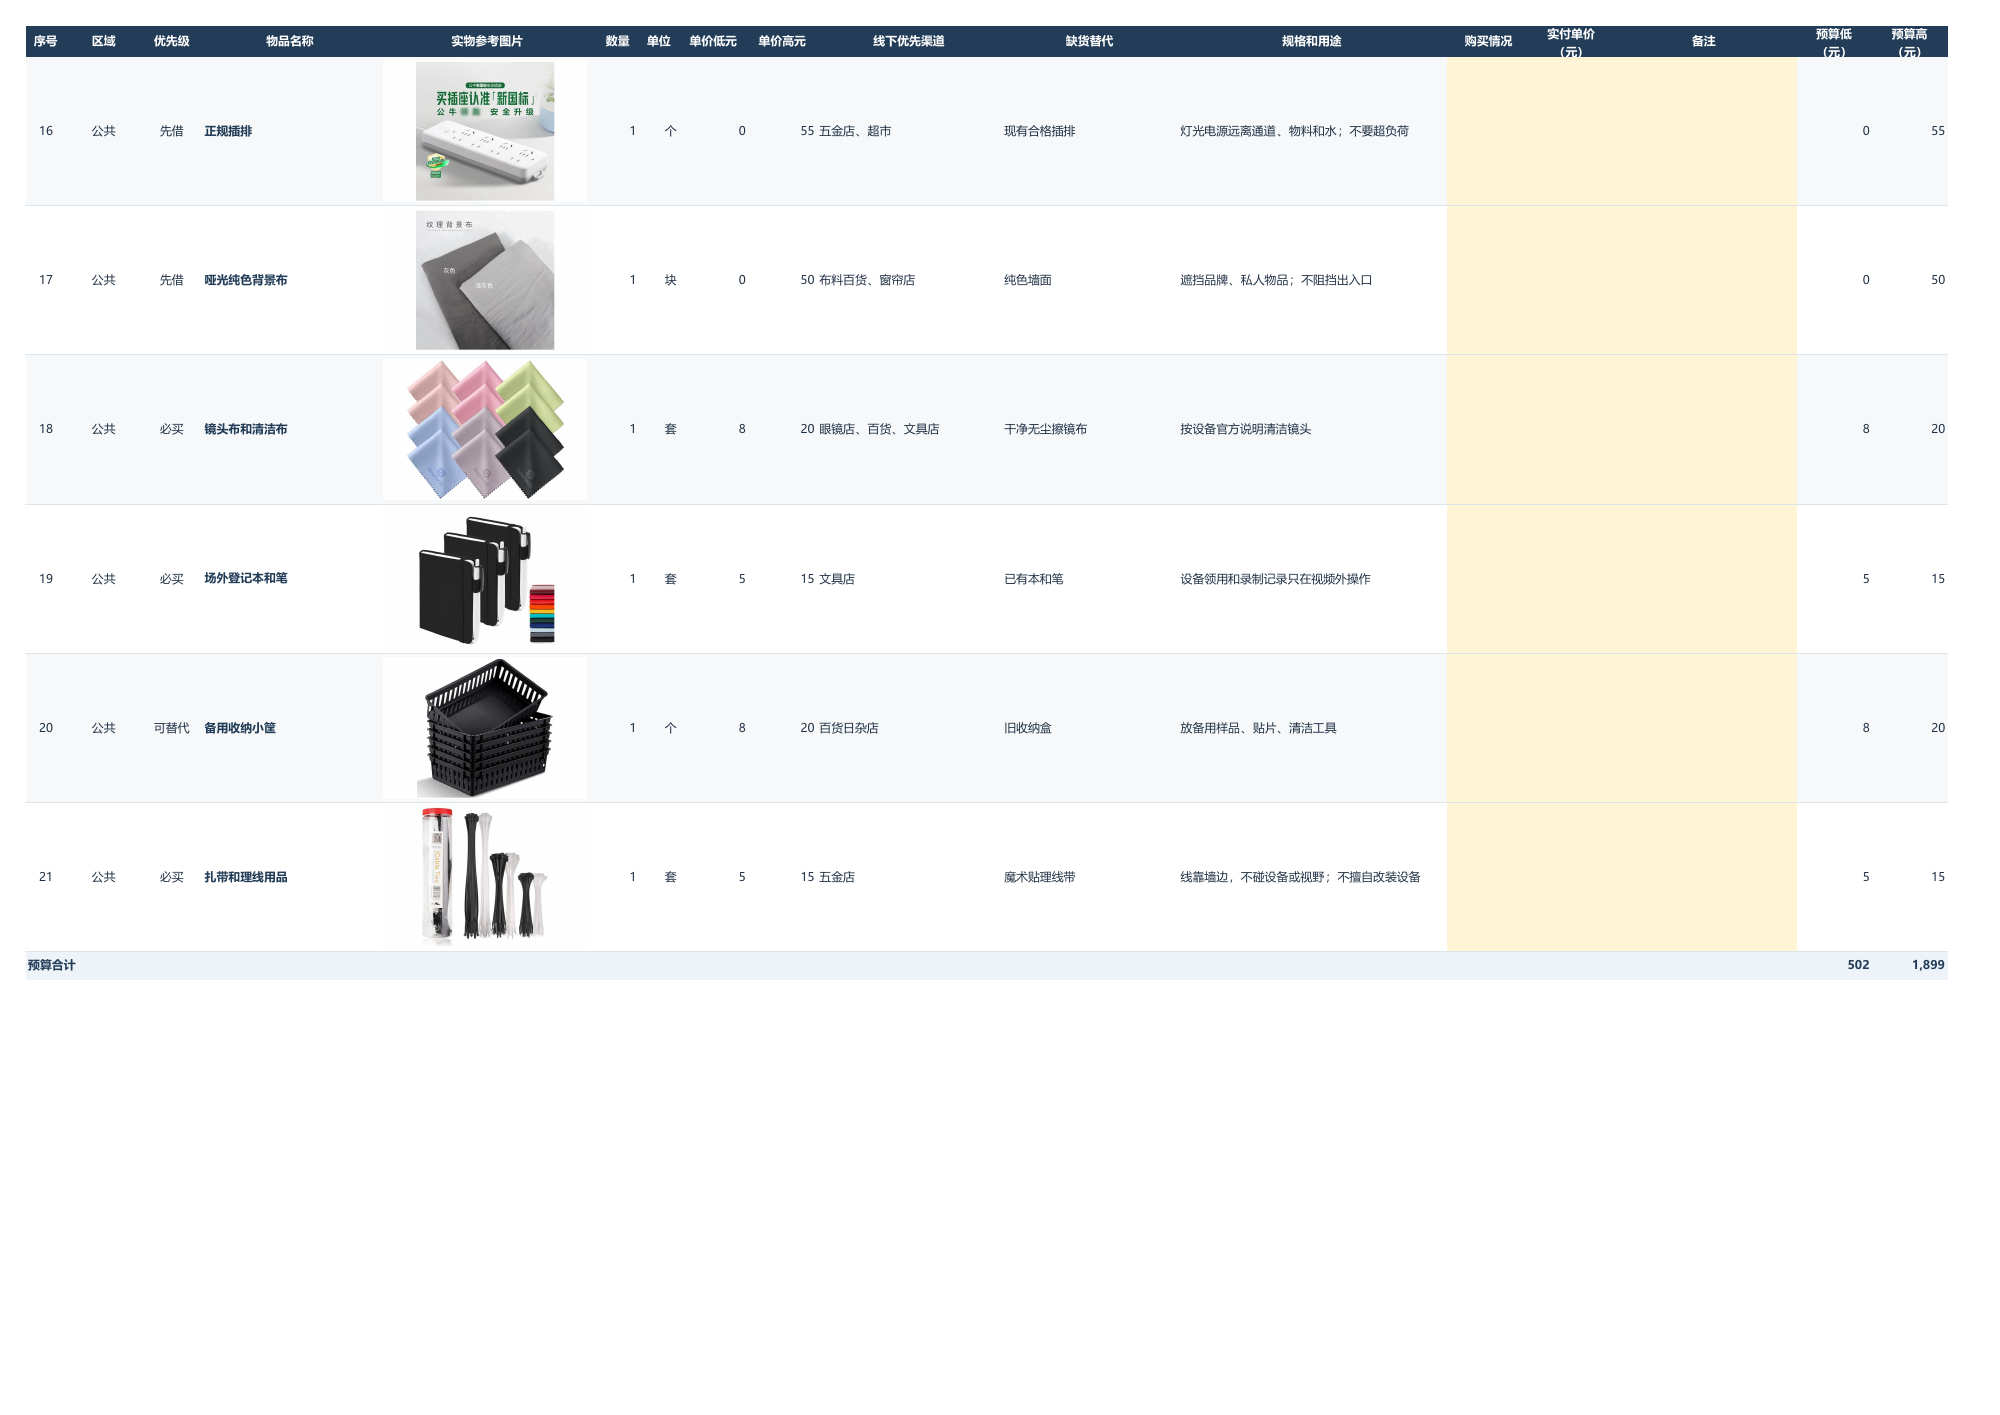 序号 区域 优先级 物品名称 实物参考图片 数量 单位 单价低元 单价高元 线下优先渠道 缺货替代 规格和用途 购买情况 实付单价（元） 备注 预算低（元） 预算高（元）
买插座认准「新国标」
公牛 安全升级
16 公共 先借 正规插排 1 个 0 55 五金店、超市 现有合格插排 灯光电源远离通道、物料和水；不要超负荷 0 55
纹理背景布
灰色
浅灰色
17 公共 先借 哑光纯色背景布 1 块 0 50 布料百货、窗帘店 纯色墙面 遮挡品牌、私人物品；不阻挡出入口 0 50
18 公共 必买 镜头布和清洁布 1 套 8 20 眼镜店、百货、文具店 干净无尘擦镜布 按设备官方说明清洁镜头 8 20
19 公共 必买 场外登记本和笔 1 套 5 15 文具店 已有本和笔 设备领用和录制记录只在视频外操作 5 15
20 公共 可替代 备用收纳小筐 1 个 8 20 百货日杂店 旧收纳盒 放备用样品、贴片、清洁工具 8 20
21 公共 必买 扎带和理线用品 1 套 5 15 五金店 魔术贴理线带 线靠墙边，不碰设备或视野；不擅自改装设备 5 15
预算合计 502 1,899